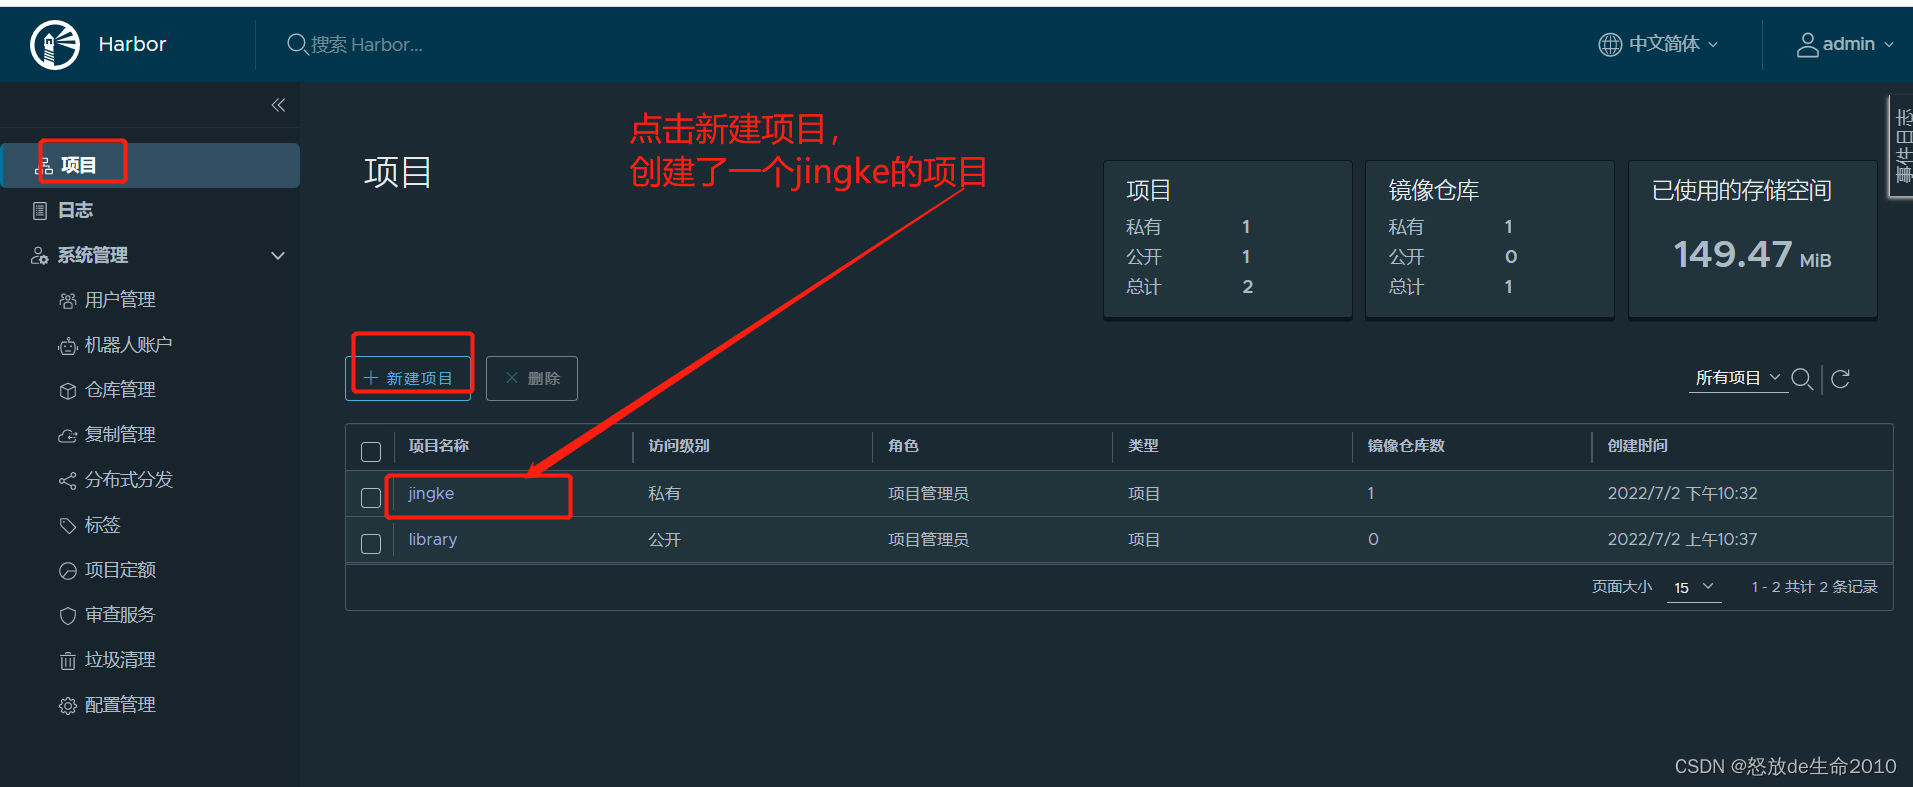 Harbor
搜索 Harbor...
中文简体
admin
事件日志
项目
日志
系统管理
用户管理
机器人账户
仓库管理
复制管理
分布式分发
标签
项目定额
审查服务
垃圾清理
配置管理
项目
点击新建项目，
创建了一个jingke的项目
项目
私有 1
公开 1
总计 2
镜像仓库
私有 1
公开 0
总计 1
已使用的存储空间
149.47 MiB
新建项目
删除
所有项目
项目名称 访问级别 角色 类型 镜像仓库数 创建时间
jingke 私有 项目管理员 项目 1 2022/7/2 下午10:32
library 公开 项目管理员 项目 0 2022/7/2 上午10:37
页面大小 15 1 - 2 共计 2 条记录
CSDN @怒放de生命2010